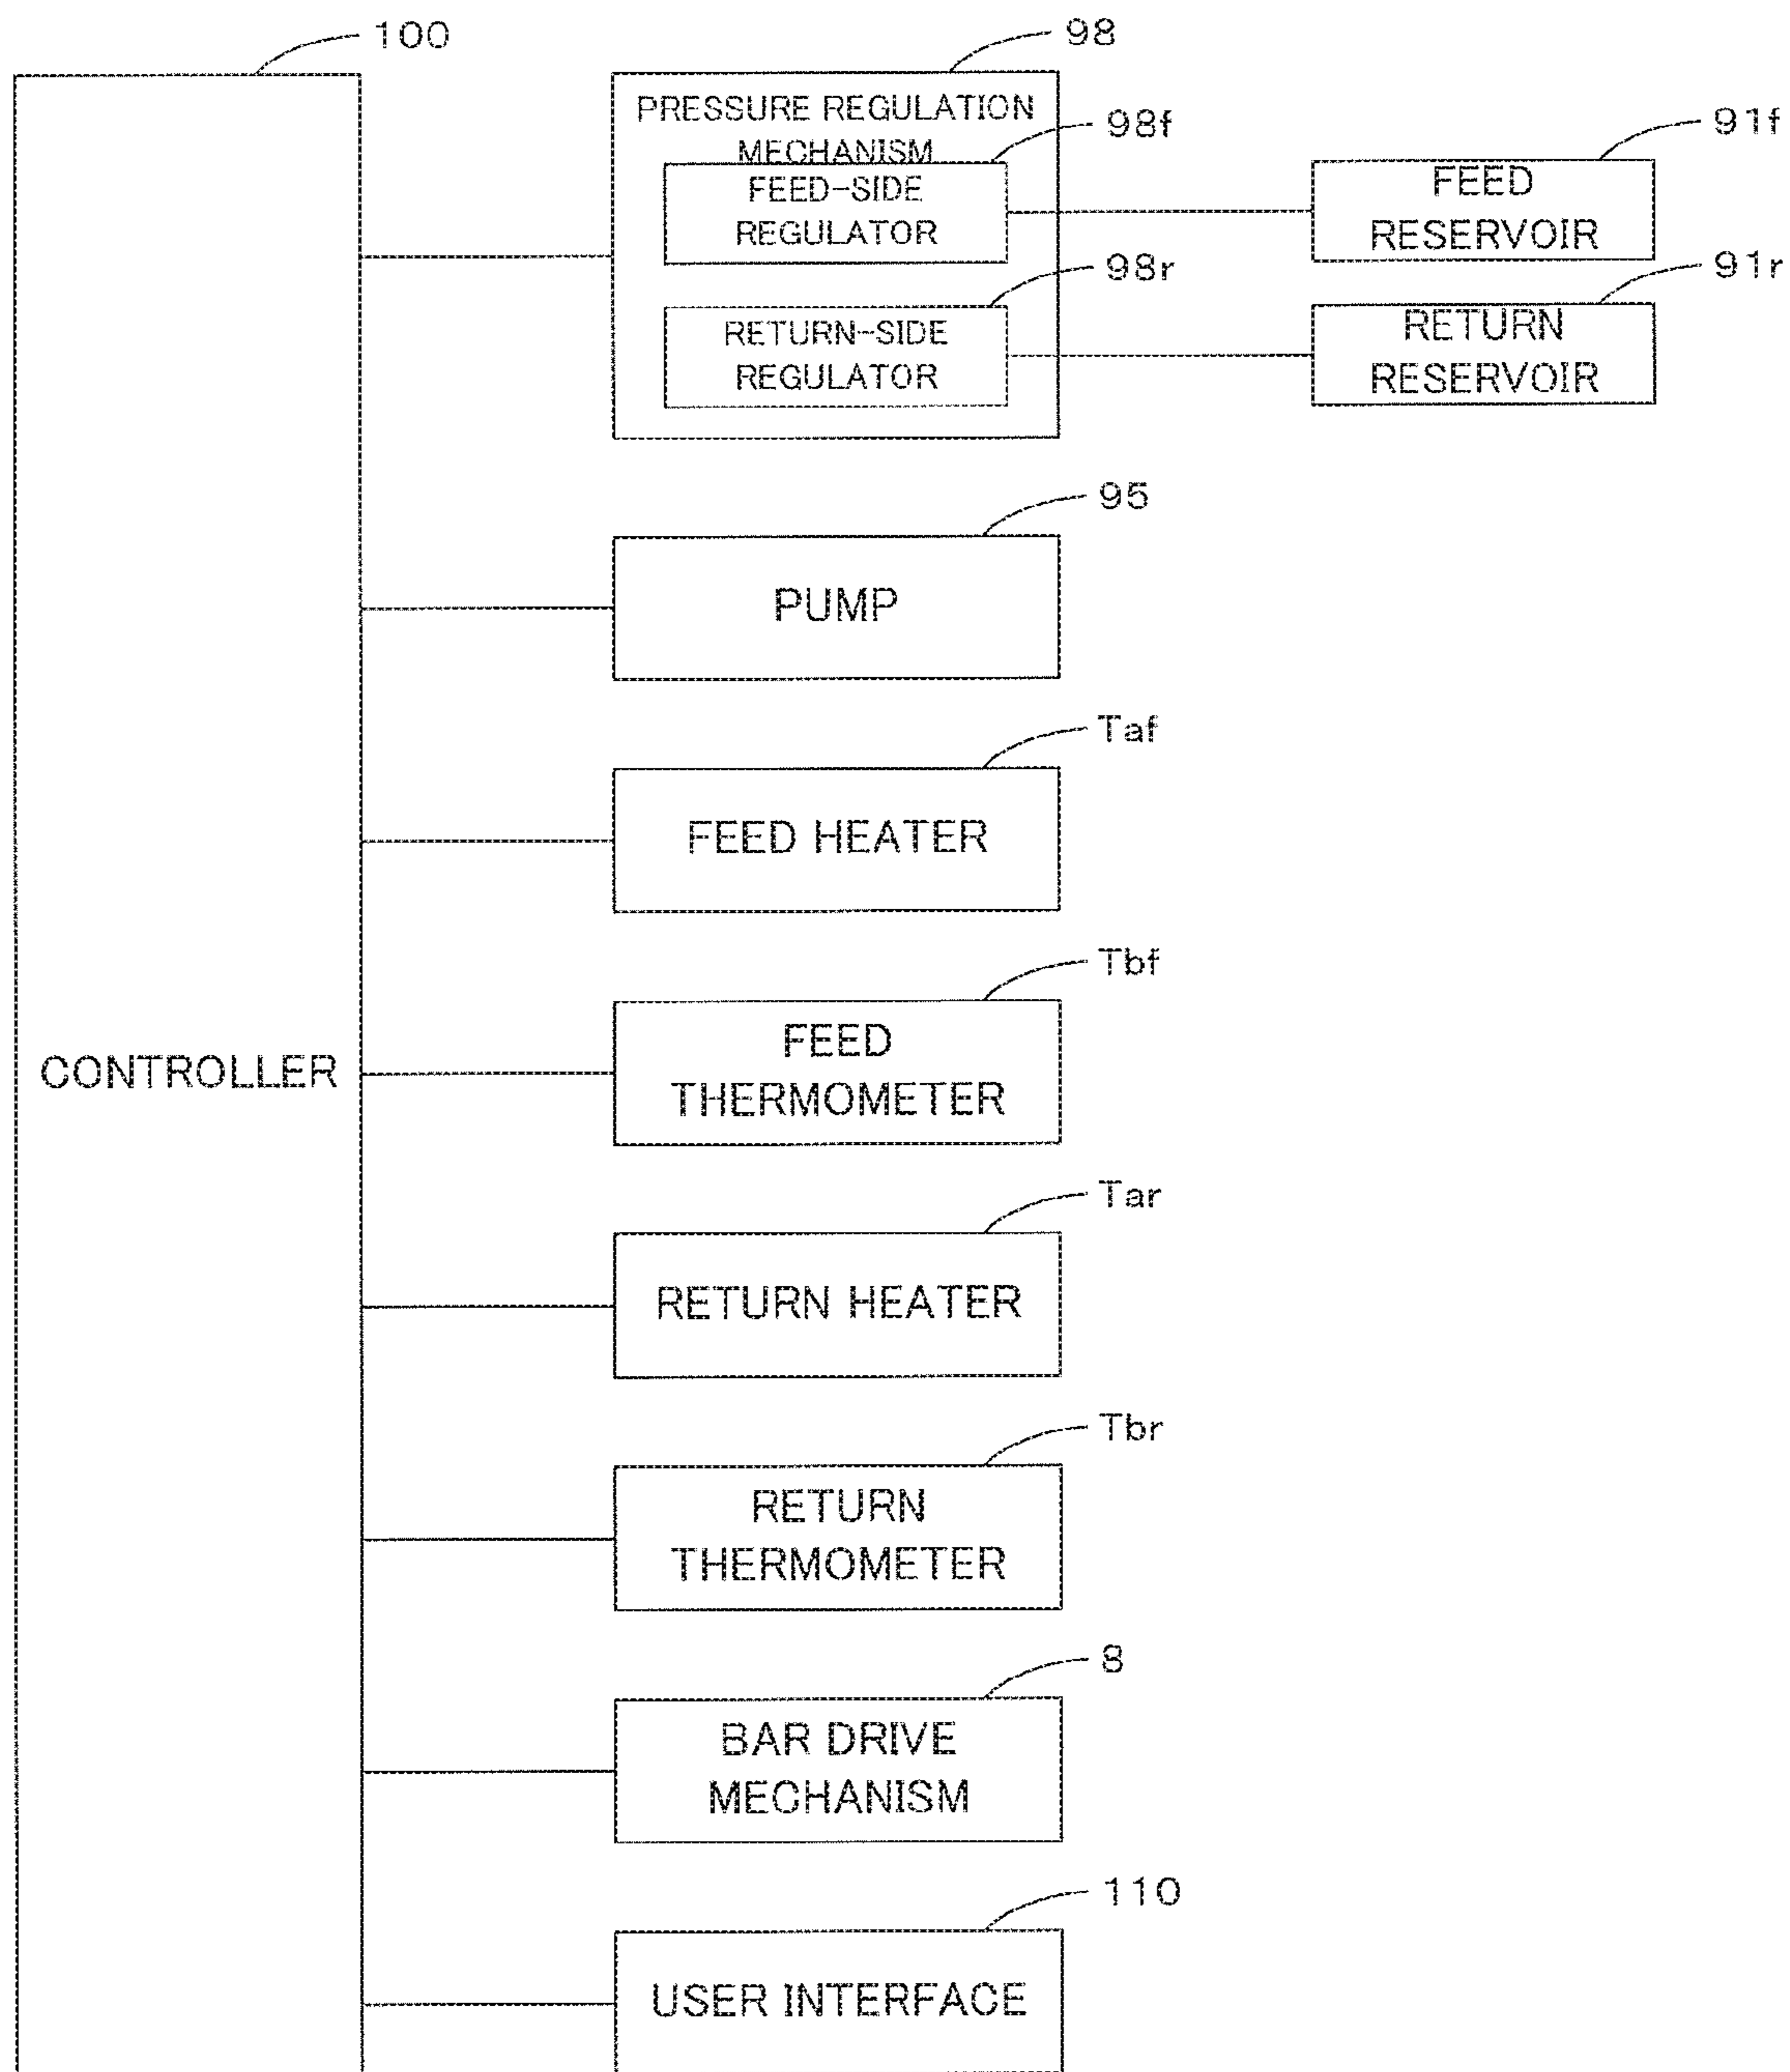 100
98
PRESSURE REGULATION
MECHANISM
98f
91f
FEED-SIDE
REGULATOR
FEED
RESERVOIR
98r
91r
RETURN-SIDE
REGULATOR
RETURN
RESERVOIR
95
PUMP
Taf
FEED HEATER
Tbf
FEED
THERMOMETER
CONTROLLER
Tar
RETURN HEATER
Tbr
RETURN
THERMOMETER
8
BAR DRIVE
MECHANISM
110
USER INTERFACE